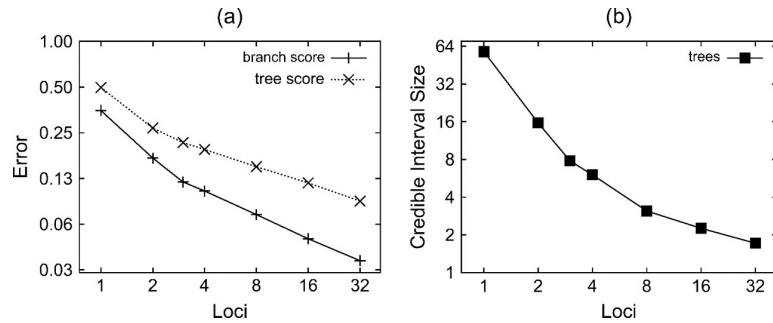 (a)
1.00
0.50
0.25
0.13
0.06
0.03
Error
branch score
tree score
1 2 4 8 16 32
Loci
(b)
64
32
16
8
4
2
1
Credible Interval Size
trees
1 2 4 8 16 32
Loci